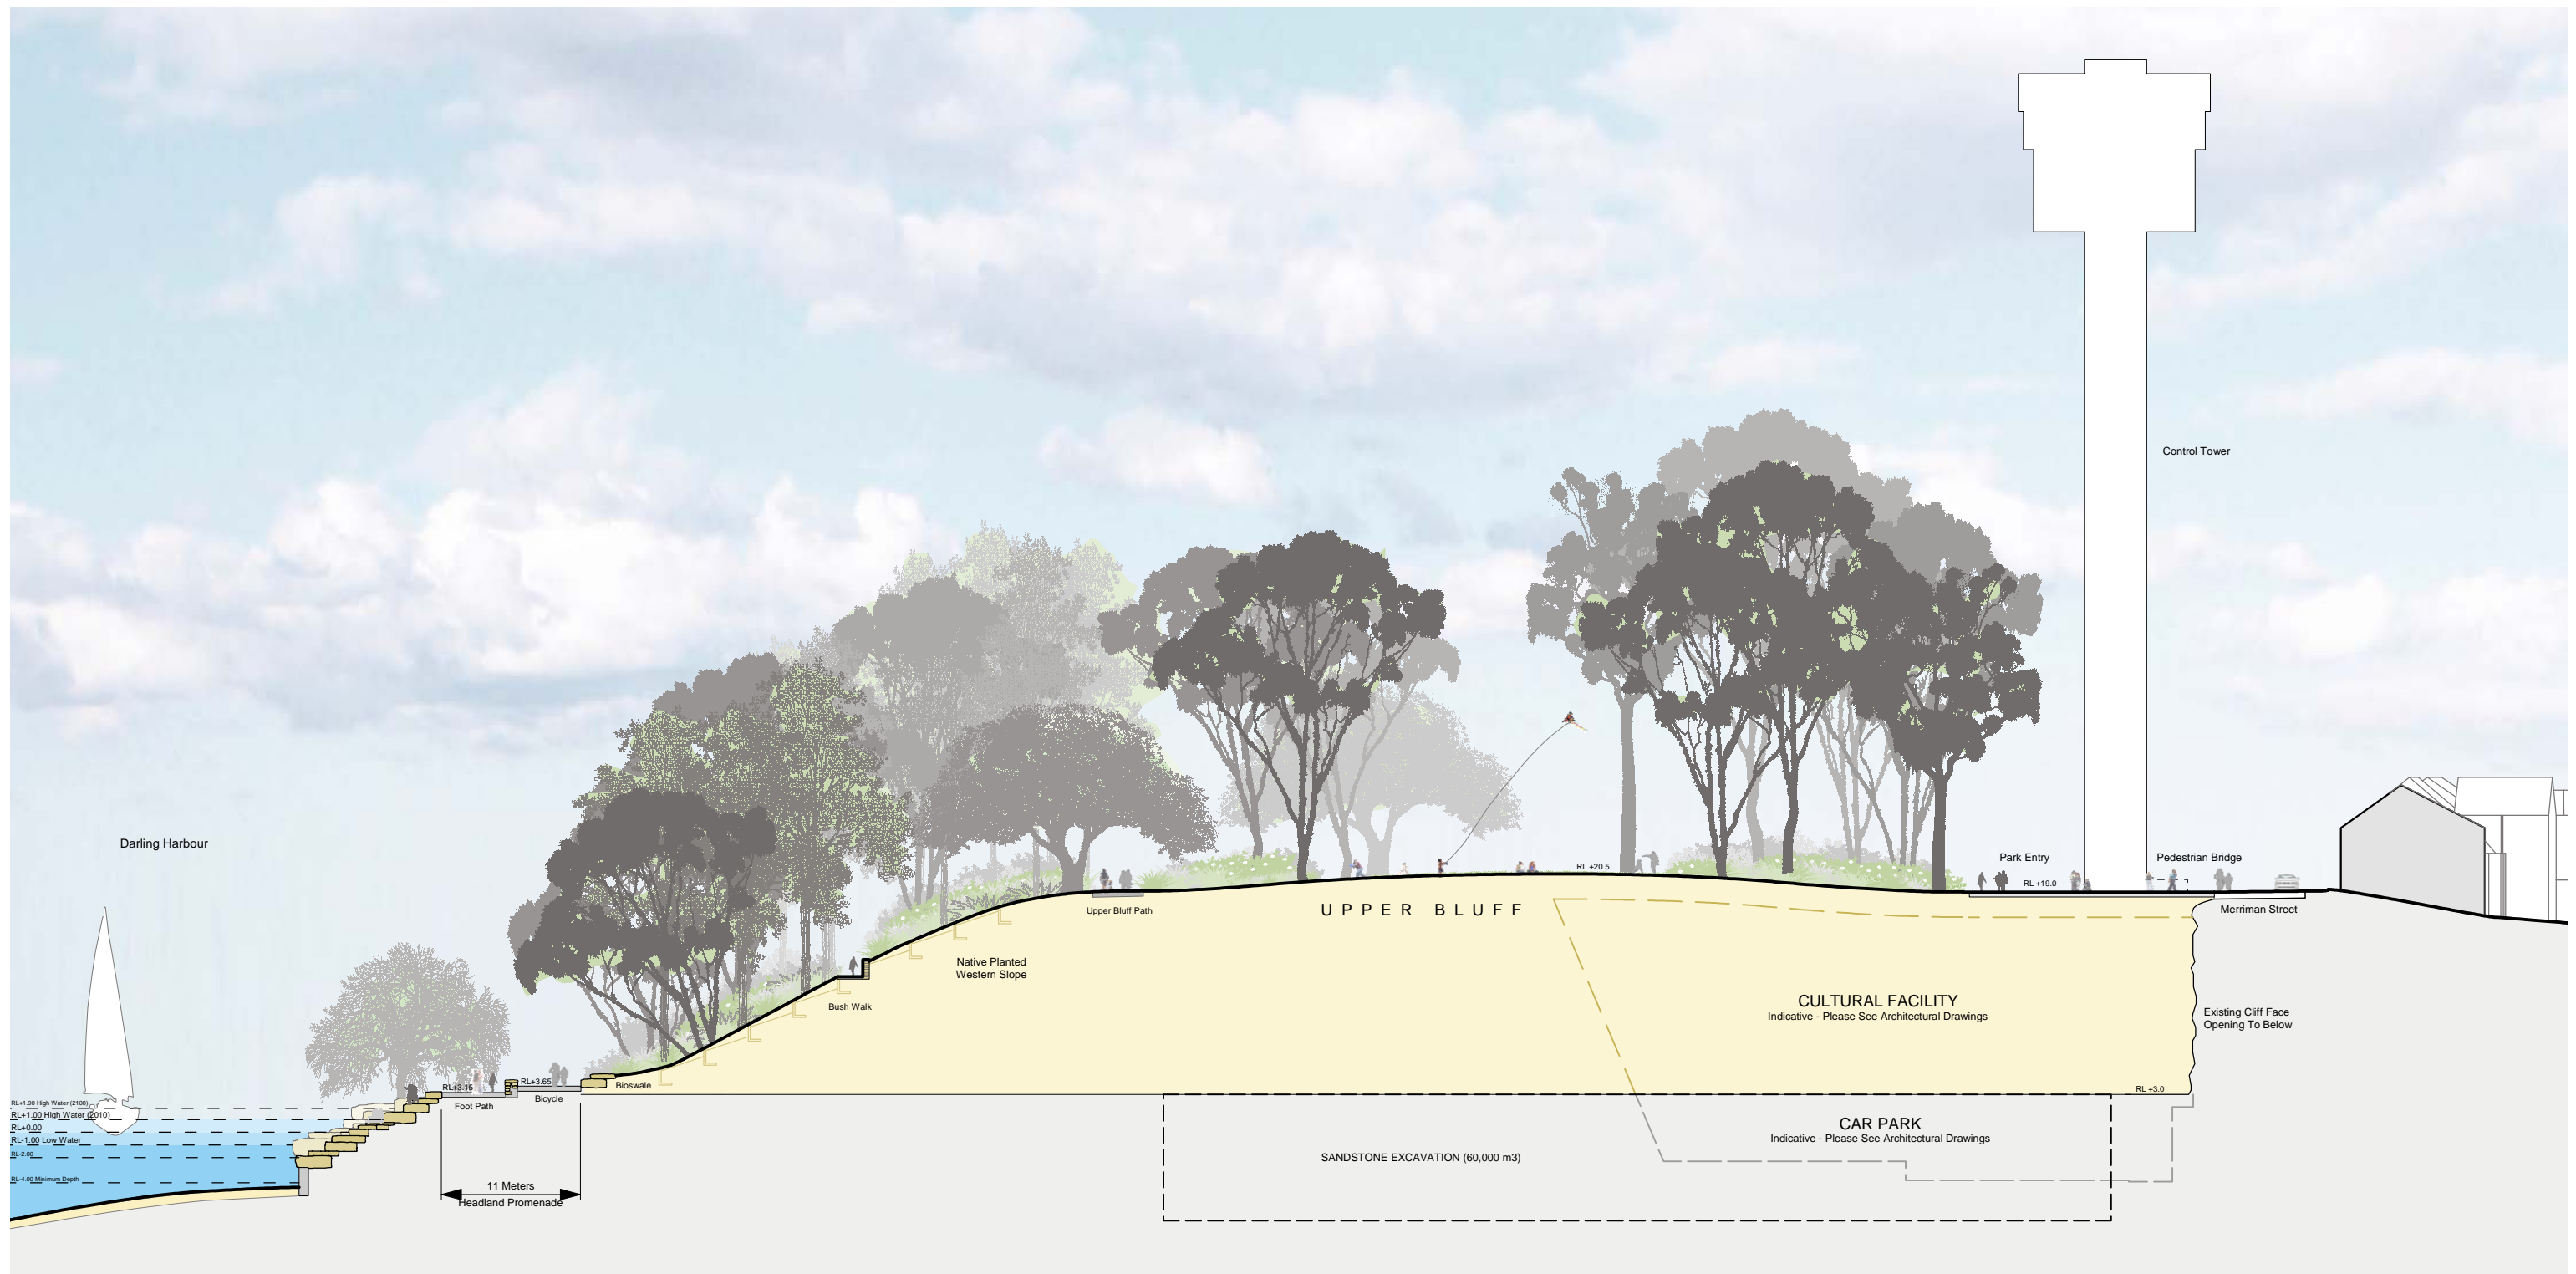 Control Tower
Darling Harbour
Park Entry
Pedestrian Bridge
RL +20.5
RL +19.0
Upper Bluff Path
UPPER BLUFF
Merriman Street
Native Planted
Western Slope
Bush Walk
CULTURAL FACILITY
Indicative - Please See Architectural Drawings
Existing Cliff Face
Opening To Below
RL+3.15
RL+3.65
Bioswale
RL +3.0
Foot Path
Bicycle
RL+1.90 High Water (2100)
RL+1.00 High Water (2010)
RL+0.00
RL-1.00 Low Water
RL-2.00
RL-4.00 Minimum Depth
CAR PARK
Indicative - Please See Architectural Drawings
SANDSTONE EXCAVATION (60,000 m3)
11 Meters
Headland Promenade